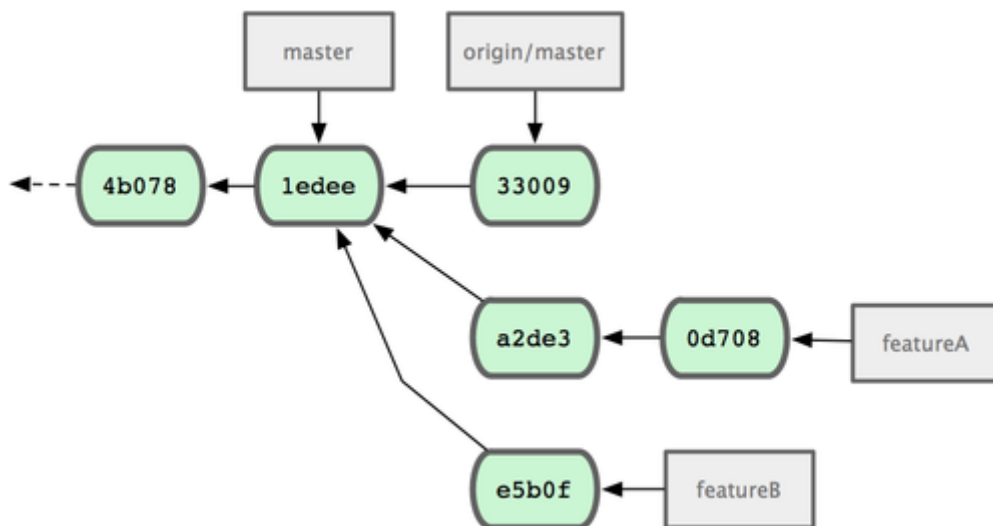 master
origin/master
4b078
1edee
33009
a2de3
0d708
featureA
e5b0f
featureB